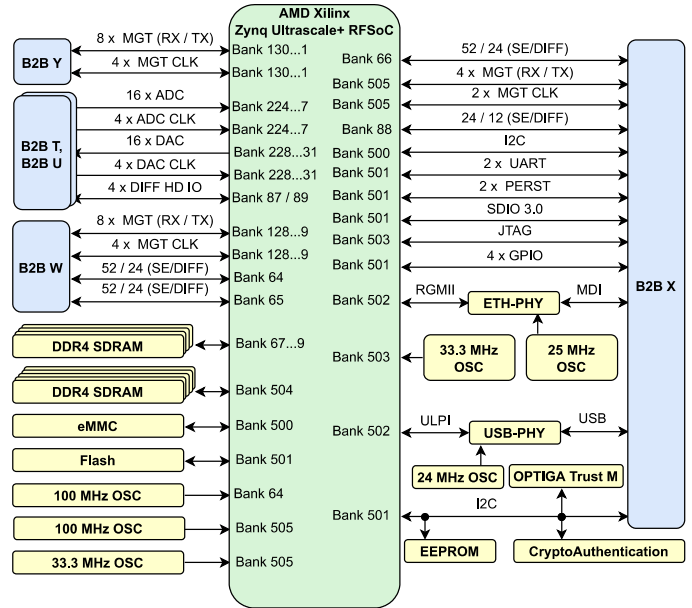 AMD Xilinx
Zynq Ultrascale+ RFSoC
B2B Y
8 x MGT (RX / TX)
Bank 130...1
4 x MGT CLK
Bank 130...1
B2B T,
B2B U
16 x ADC
Bank 224...7
4 x ADC CLK
Bank 224...7
16 x DAC
Bank 228...31
4 x DAC CLK
Bank 228...31
4 x DIFF HD IO
Bank 87 / 89
B2B W
8 x MGT (RX / TX)
Bank 128...9
4 x MGT CLK
Bank 128...9
52 / 24 (SE/DIFF)
Bank 64
52 / 24 (SE/DIFF)
Bank 65
DDR4 SDRAM
Bank 67...9
DDR4 SDRAM
Bank 504
eMMC
Bank 500
Flash
Bank 501
100 MHz OSC
Bank 64
100 MHz OSC
Bank 505
33.3 MHz OSC
Bank 505
Bank 66
52 / 24 (SE/DIFF)
Bank 505
4 x MGT (RX / TX)
Bank 505
2 x MGT CLK
Bank 88
24 / 12 (SE/DIFF)
Bank 500
I2C
Bank 501
2 x UART
Bank 501
2 x PERST
Bank 501
SDIO 3.0
Bank 503
JTAG
Bank 501
4 x GPIO
Bank 502
RGMII
ETH-PHY
MDI
Bank 503
33.3 MHz
OSC
25 MHz
OSC
Bank 502
ULPI
USB-PHY
USB
24 MHz OSC
OPTIGA Trust M
Bank 501
I2C
EEPROM
CryptoAuthentication
B2B X